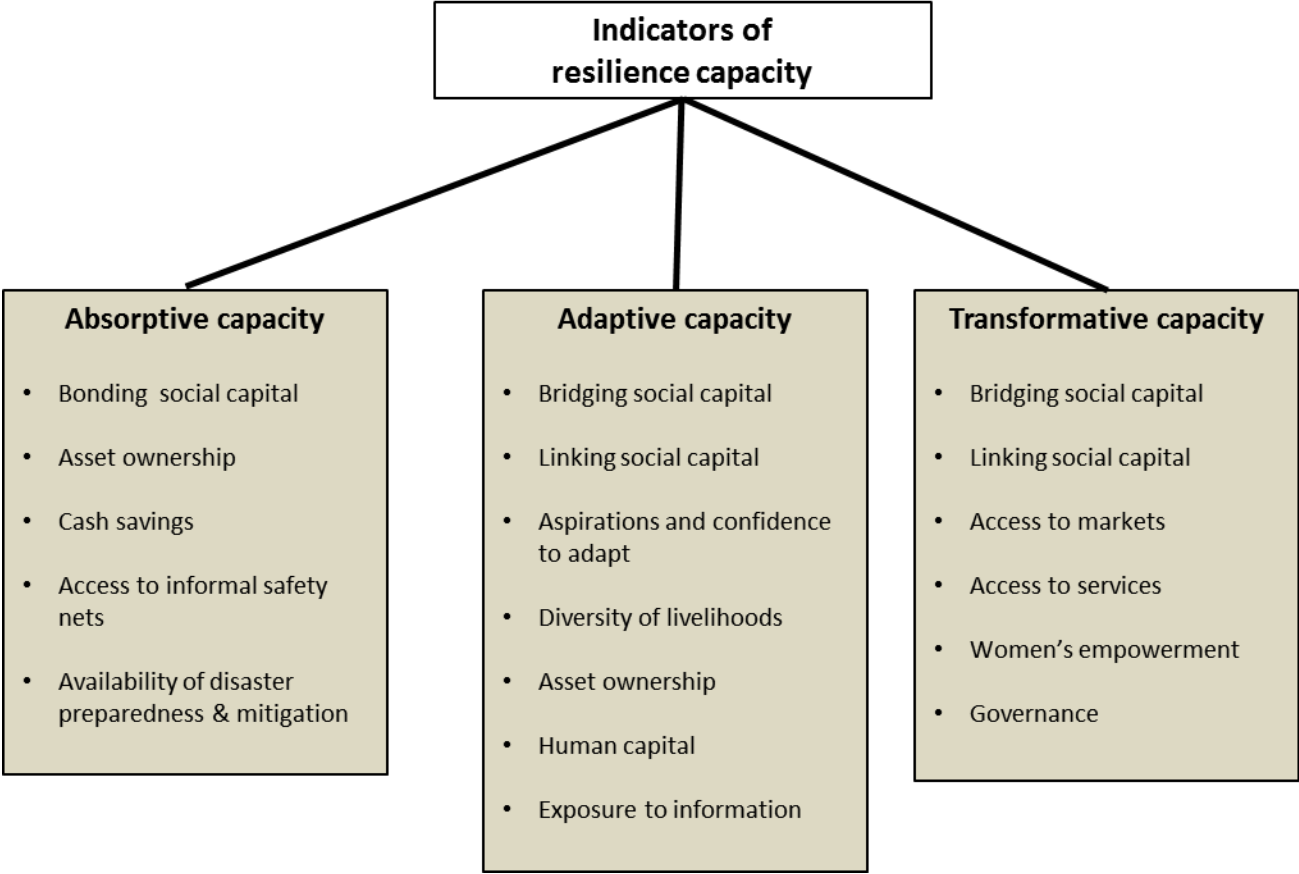 Indicators of
resilience capacity
Absorptive capacity
• Bonding social capital
• Asset ownership
• Cash savings
• Access to informal safety
nets
• Availability of disaster
preparedness & mitigation
Adaptive capacity
• Bridging social capital
• Linking social capital
• Aspirations and confidence
to adapt
• Diversity of livelihoods
• Asset ownership
• Human capital
• Exposure to information
Transformative capacity
• Bridging social capital
• Linking social capital
• Access to markets
• Access to services
• Women’s empowerment
• Governance